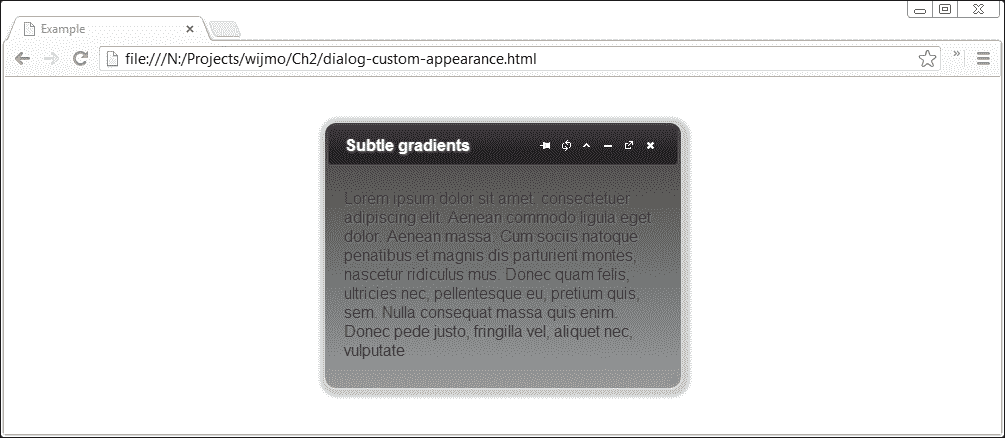 Example
file:///N:/Projects/wijmo/Ch2/dialog-custom-appearance.html
Subtle gradients
Lorem ipsum dolor sit amet, consectetuer
adipiscing elit. Aenean commodo ligula eget
dolor. Aenean massa. Cum sociis natoque
penatibus et magnis dis parturient montes,
nascetur ridiculus mus. Donec quam felis,
ultricies nec, pellentesque eu, pretium quis,
sem. Nulla consequat massa quis enim.
Donec pede justo, fringilla vel, aliquet nec,
vulputate